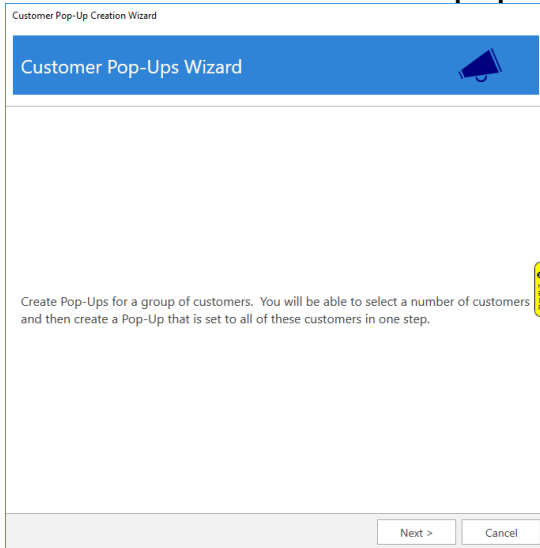 Customer Pop-Up Creation Wizard
Customer Pop-Ups Wizard
Create Pop-Ups for a group of customers. You will be able to select a number of customers
and then create a Pop-Up that is set to all of these customers in one step.
Next >
Cancel